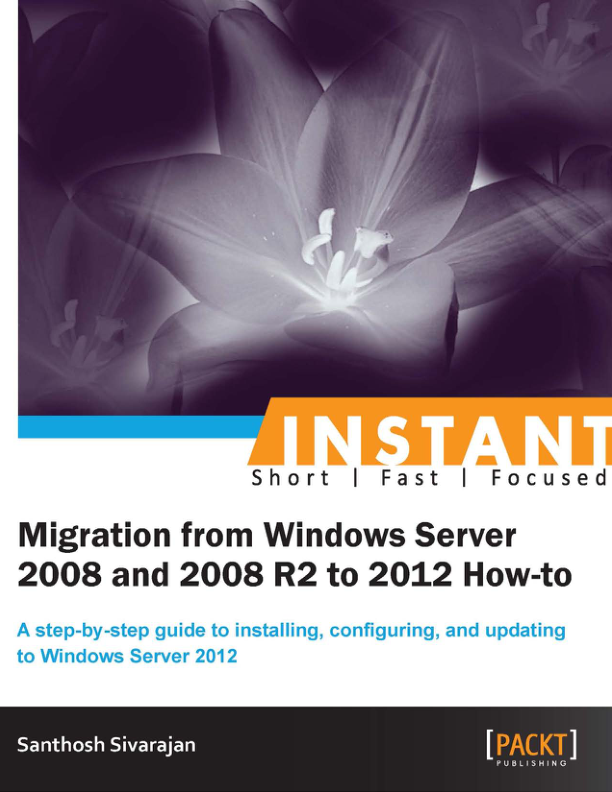 INSTANT
Short | Fast | Focused
Migration from Windows Server
2008 and 2008 R2 to 2012 How-to
A step-by-step guide to installing, configuring, and updating
to Windows Server 2012
Santhosh Sivarajan
[PACKT]
PUBLISHING